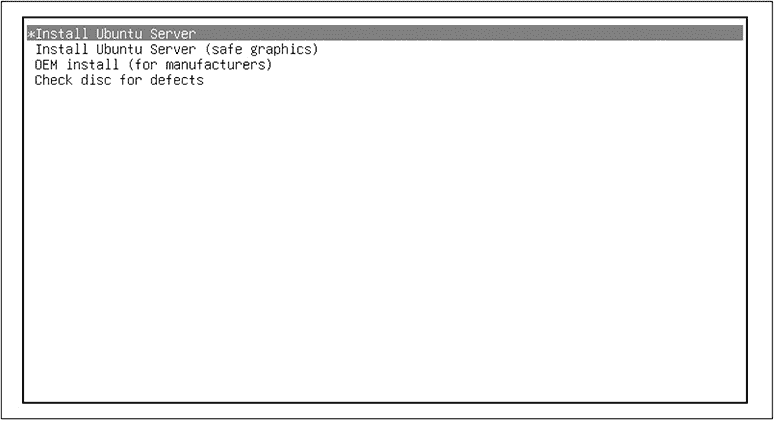 *Install Ubuntu Server
Install Ubuntu Server (safe graphics)
OEM install (for manufacturers)
Check disc for defects